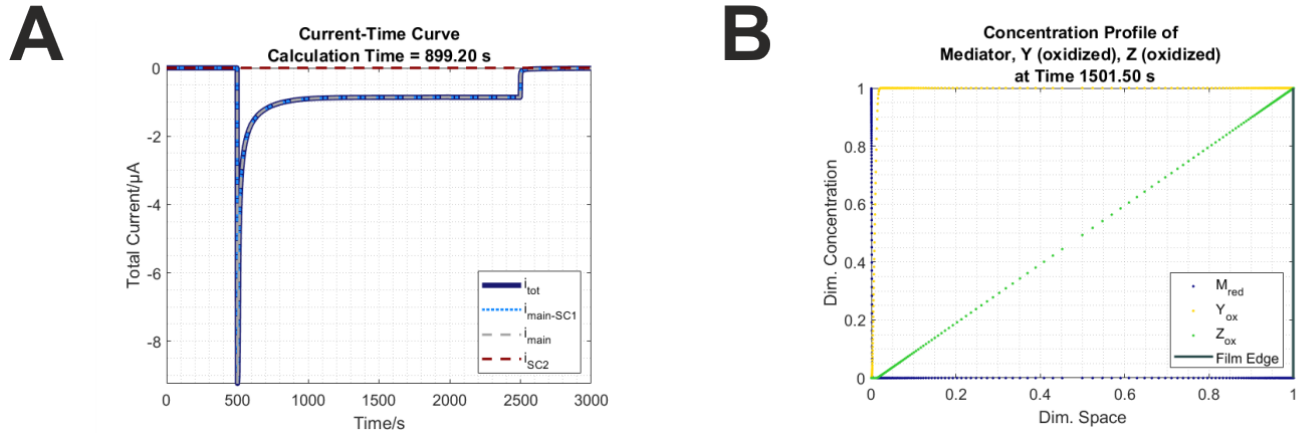 A
Current-Time Curve
Calculation Time = 899.20 s
Total Current/µA
0
-2
-4
-6
-8
0
500
1000
1500
2000
2500
3000
Time/s
i_tot
i_main-SC1
i_main
i_SC2
B
Concentration Profile of
Mediator, Y (oxidized), Z (oxidized)
at Time 1501.50 s
Dim. Concentration
1
0.8
0.6
0.4
0.2
0
0
0.2
0.4
0.6
0.8
1
Dim. Space
M_red
Y_ox
Z_ox
Film Edge